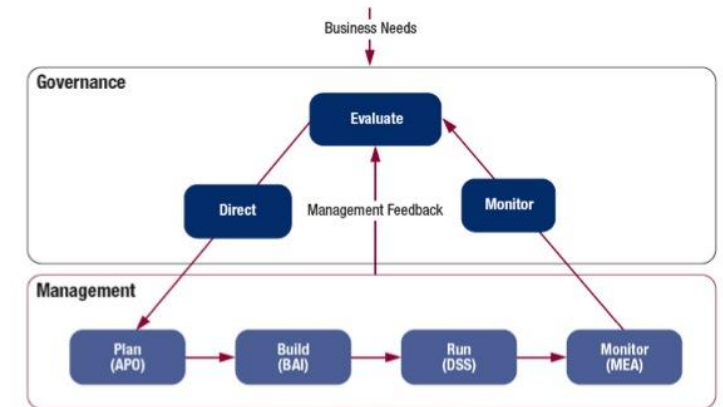 Business Needs
Governance
Evaluate
Direct
Management Feedback
Monitor
Management
Plan
(APO)
Build
(BAI)
Run
(DSS)
Monitor
(MEA)